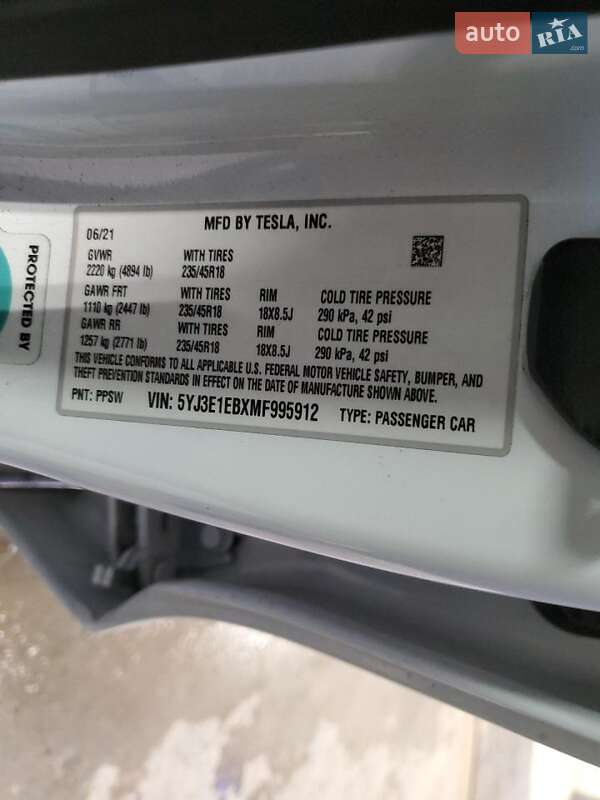 auto RIA
.com
PROTECTED BY
MFD BY TESLA, INC.
06/21
GVWR WITH TIRES
2220 kg (4894 lb) 235/45R18
GAWR FRT WITH TIRES RIM COLD TIRE PRESSURE
1110 kg (2447 lb) 235/45R18 18X8.5J 290 kPa, 42 psi
GAWR RR WITH TIRES RIM COLD TIRE PRESSURE
1257 kg (2771 lb) 235/45R18 18X8.5J 290 kPa, 42 psi
THIS VEHICLE CONFORMS TO ALL APPLICABLE U.S. FEDERAL MOTOR VEHICLE SAFETY, BUMPER, AND
THEFT PREVENTION STANDARDS IN EFFECT ON THE DATE OF MANUFACTURE SHOWN ABOVE.
PNT: PPSW VIN: 5YJ3E1EBXMF995912 TYPE: PASSENGER CAR